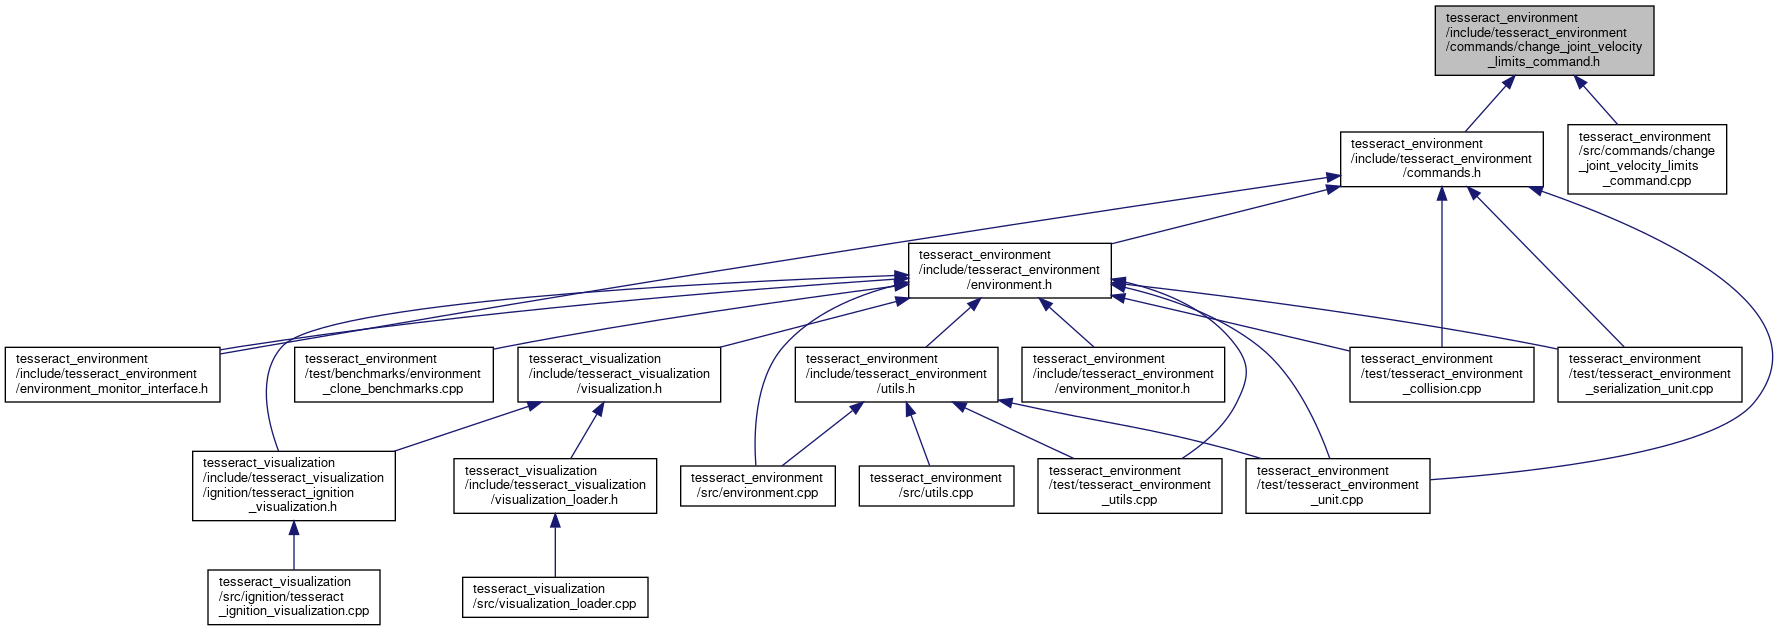 tesseract_environment
/include/tesseract_environment
/commands/change_joint_velocity
_limits_command.h
tesseract_environment
/include/tesseract_environment
/commands.h
tesseract_environment
/src/commands/change
_joint_velocity_limits
_command.cpp
tesseract_environment
/include/tesseract_environment
/environment.h
tesseract_environment
/include/tesseract_environment
/environment_monitor_interface.h
tesseract_environment
/test/benchmarks/environment
_clone_benchmarks.cpp
tesseract_visualization
/include/tesseract_visualization
/visualization.h
tesseract_environment
/include/tesseract_environment
/utils.h
tesseract_environment
/include/tesseract_environment
/environment_monitor.h
tesseract_environment
/test/tesseract_environment
_collision.cpp
tesseract_environment
/test/tesseract_environment
_serialization_unit.cpp
tesseract_visualization
/include/tesseract_visualization
/ignition/tesseract_ignition
_visualization.h
tesseract_visualization
/include/tesseract_visualization
/visualization_loader.h
tesseract_environment
/src/environment.cpp
tesseract_environment
/src/utils.cpp
tesseract_environment
/test/tesseract_environment
_utils.cpp
tesseract_environment
/test/tesseract_environment
_unit.cpp
tesseract_visualization
/src/ignition/tesseract
_ignition_visualization.cpp
tesseract_visualization
/src/visualization_loader.cpp